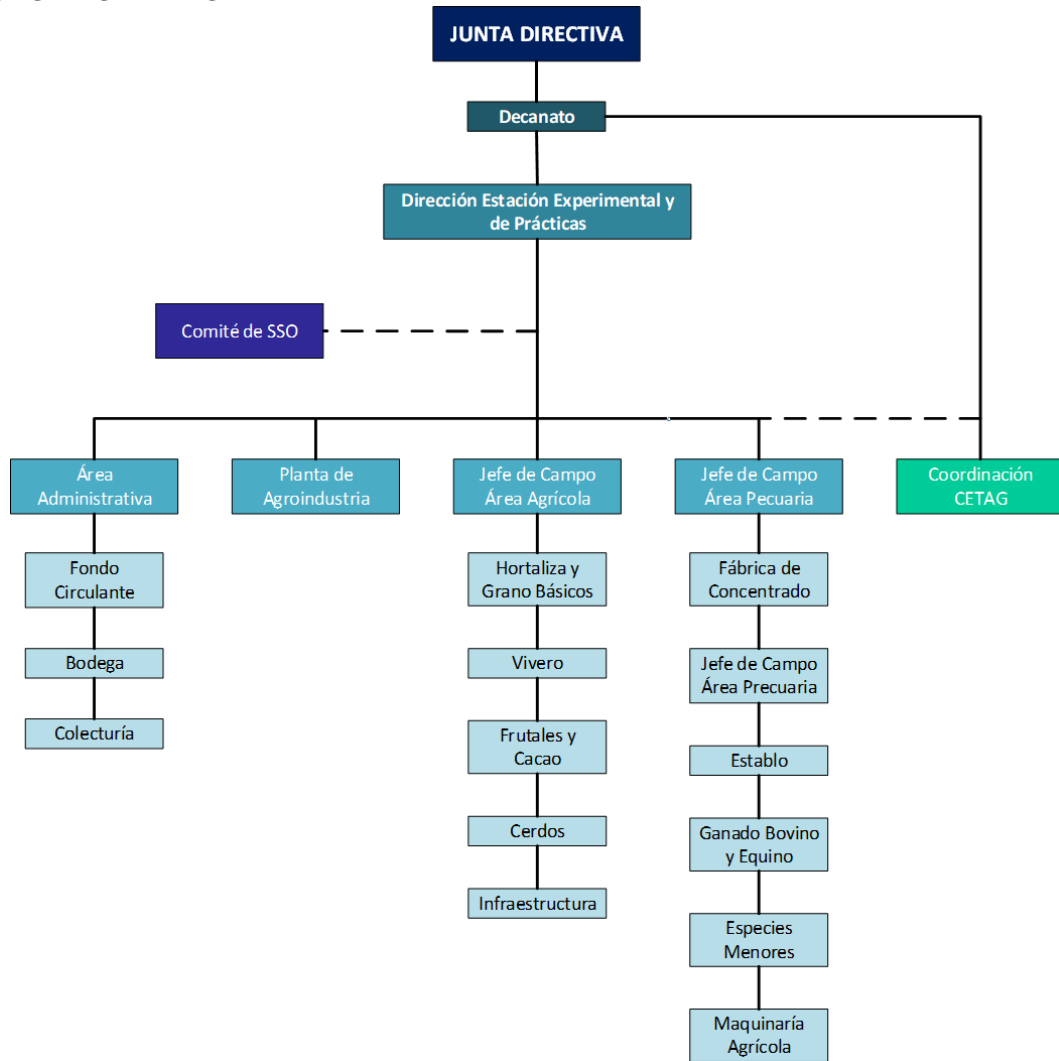 JUNTA DIRECTIVA
Decanato
Dirección Estación Experimental y
de Prácticas
Comité de SSO
Área
Administrativa
Planta de
Agroindustria
Jefe de Campo
Área Agrícola
Jefe de Campo
Área Pecuaria
Coordinación
CETAG
Fondo
Circulante
Bodega
Colecturía
Hortaliza y
Grano Básicos
Vivero
Frutales y
Cacao
Cerdos
Infraestructura
Fábrica de
Concentrado
Jefe de Campo
Área Precuaria
Establo
Ganado Bovino
y Equino
Especies
Menores
Maquinaría
Agrícola